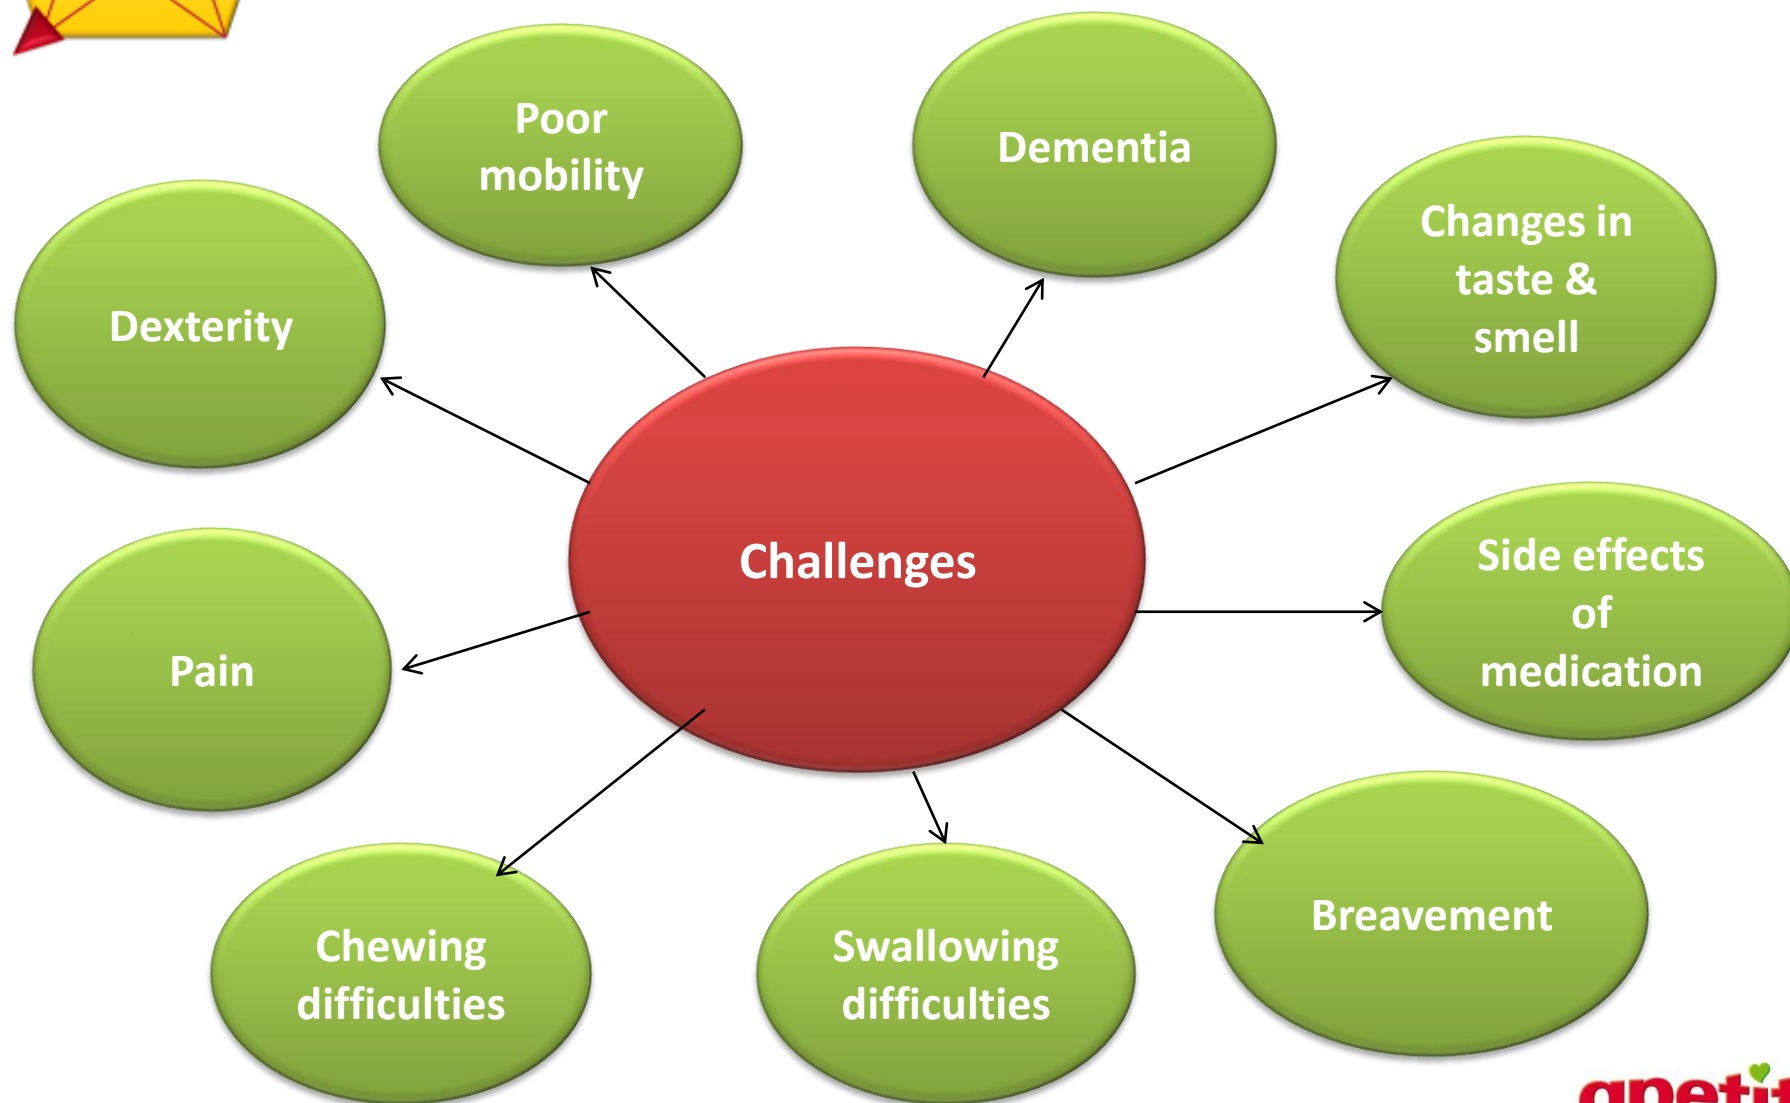 Poor
mobility
Dementia
Changes in
taste &
smell
Dexterity
Challenges
Side effects
of
medication
Pain
Breavement
Chewing
difficulties
Swallowing
difficulties
apetit